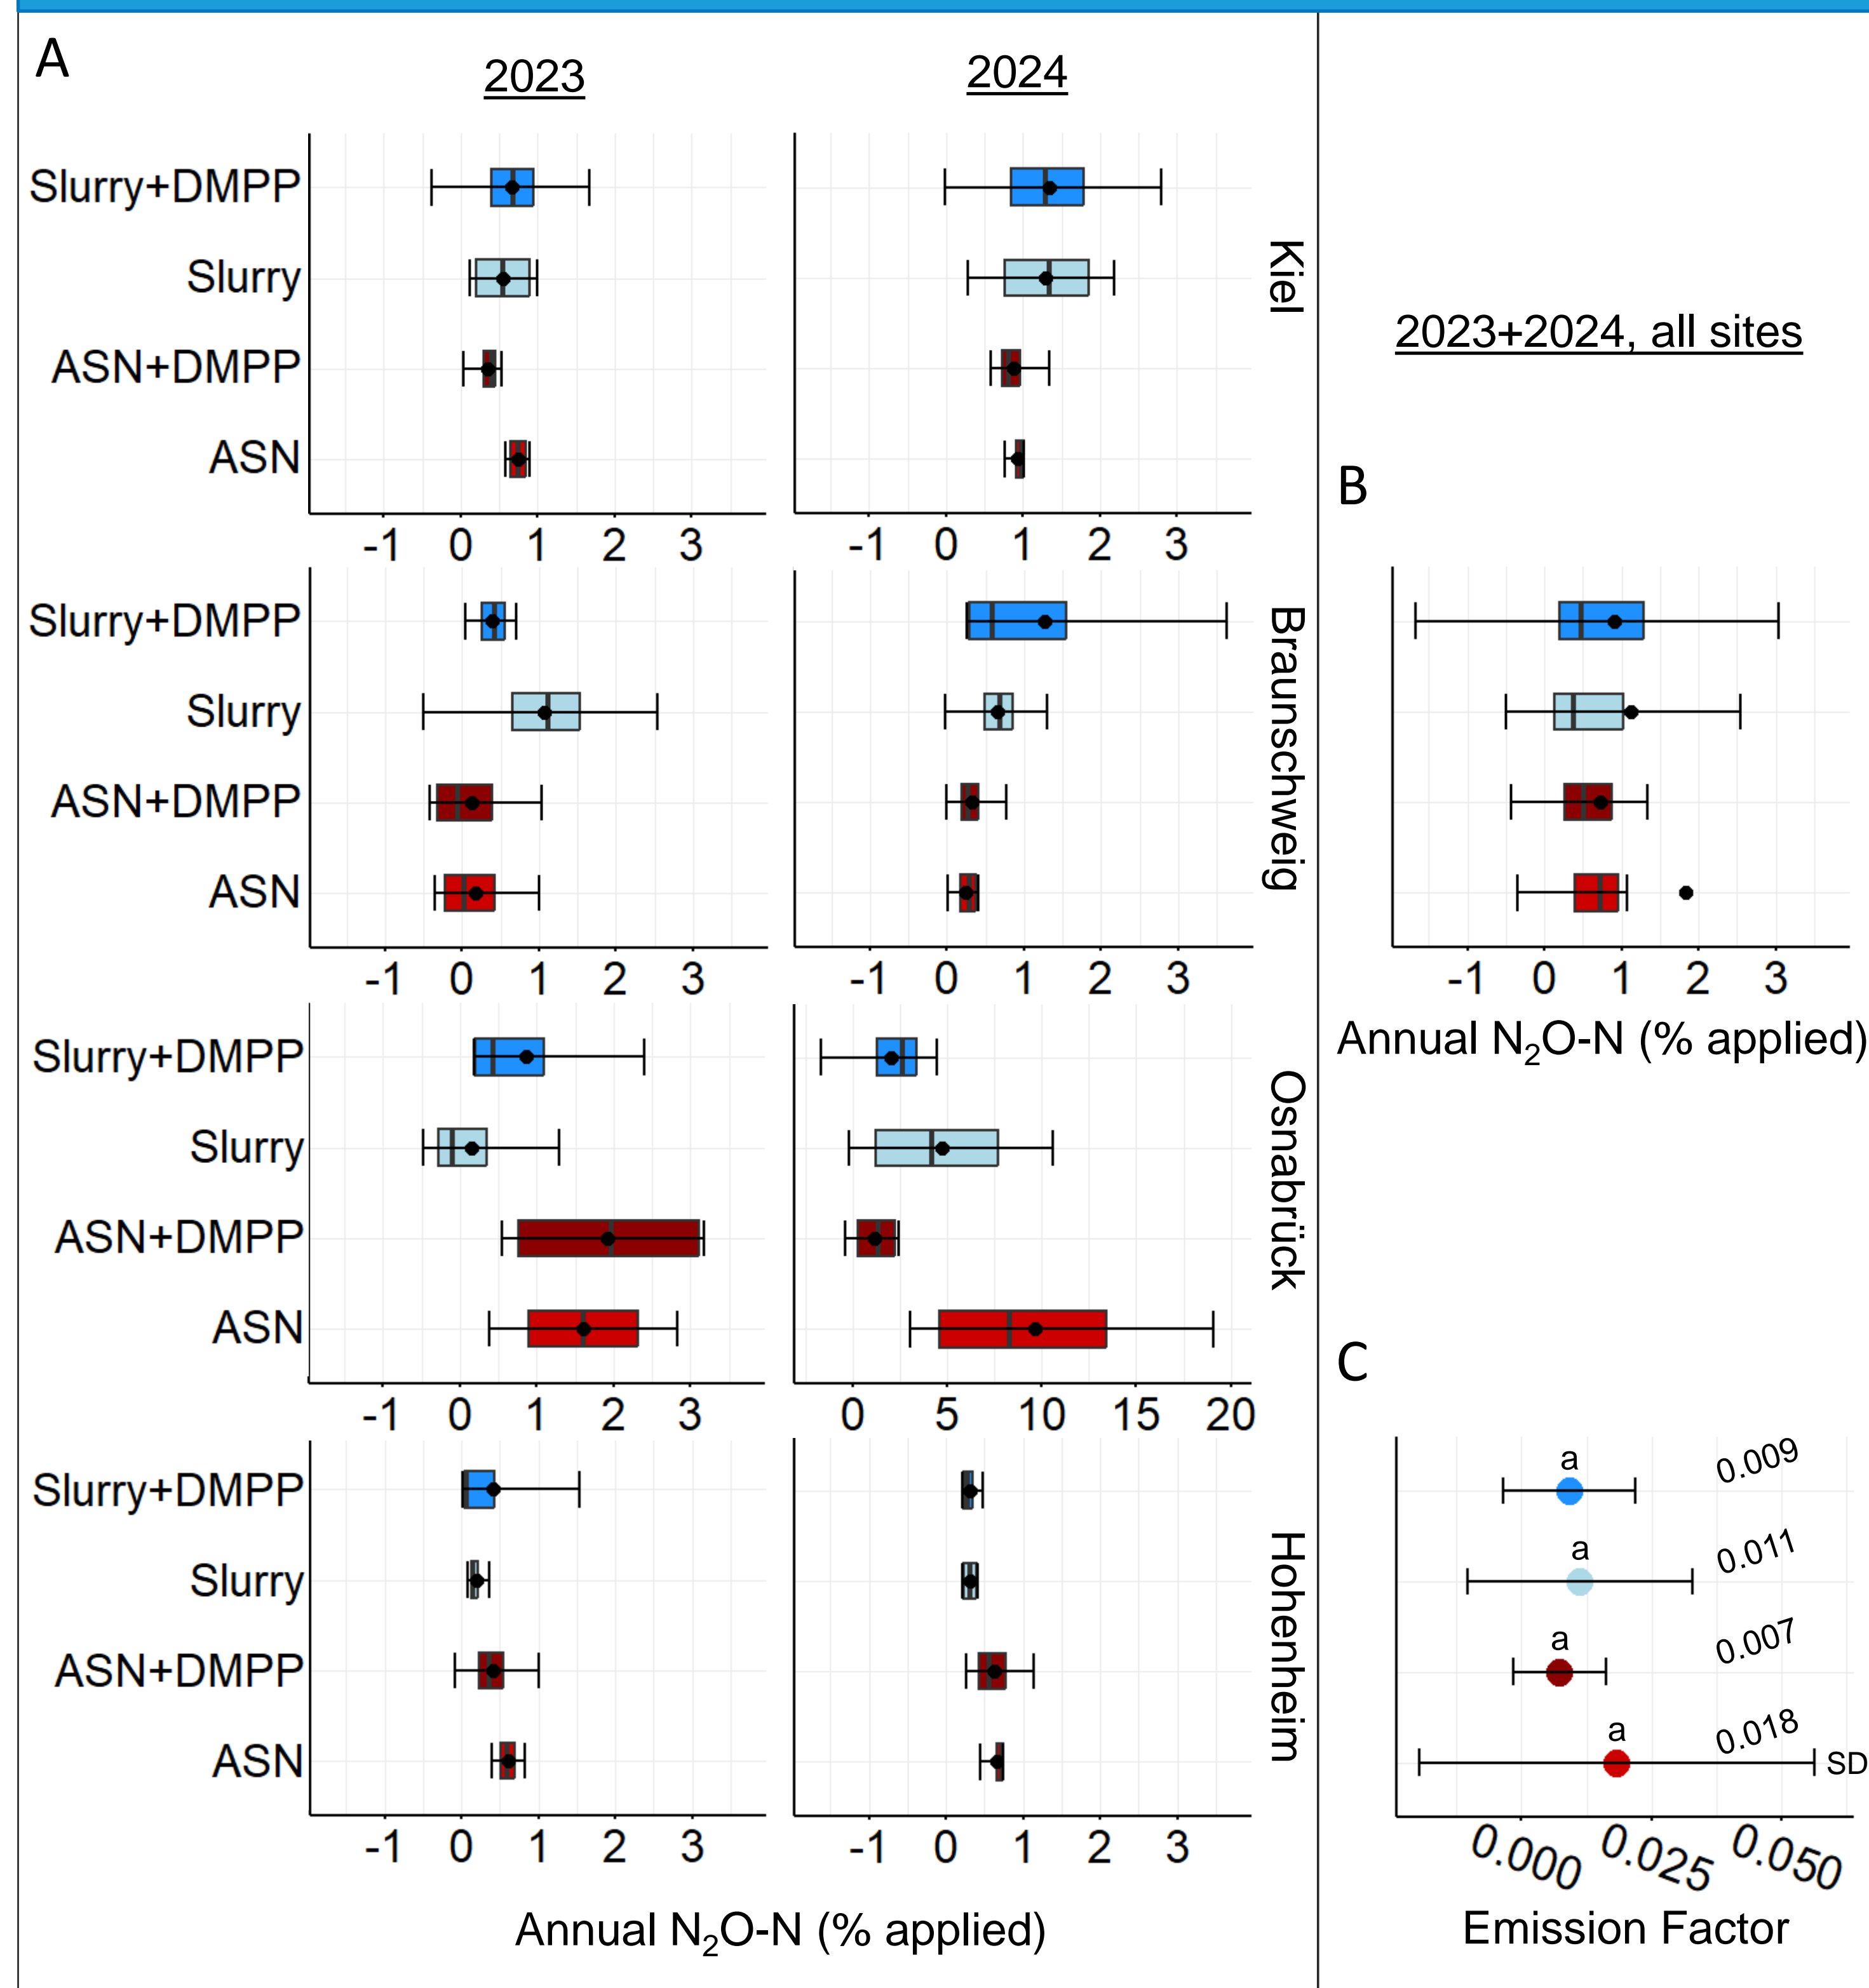 A
2023
2024
Slurry+DMPP
Slurry
ASN+DMPP
ASN
Kiel
-1 0 1 2 3
-1 0 1 2 3
Slurry+DMPP
Slurry
ASN+DMPP
ASN
Braunschweig
-1 0 1 2 3
-1 0 1 2 3
Slurry+DMPP
Slurry
ASN+DMPP
ASN
Osnabrück
-1 0 1 2 3
0 5 10 15 20
Slurry+DMPP
Slurry
ASN+DMPP
ASN
Hohenheim
-1 0 1 2 3
-1 0 1 2 3
Annual N₂O-N (% applied)
2023+2024, all sites
B
-1 0 1 2 3
Annual N₂O-N (% applied)
C
a 0.009
a 0.011
a 0.007
a 0.018
SD
0.000 0.025 0.050
Emission Factor